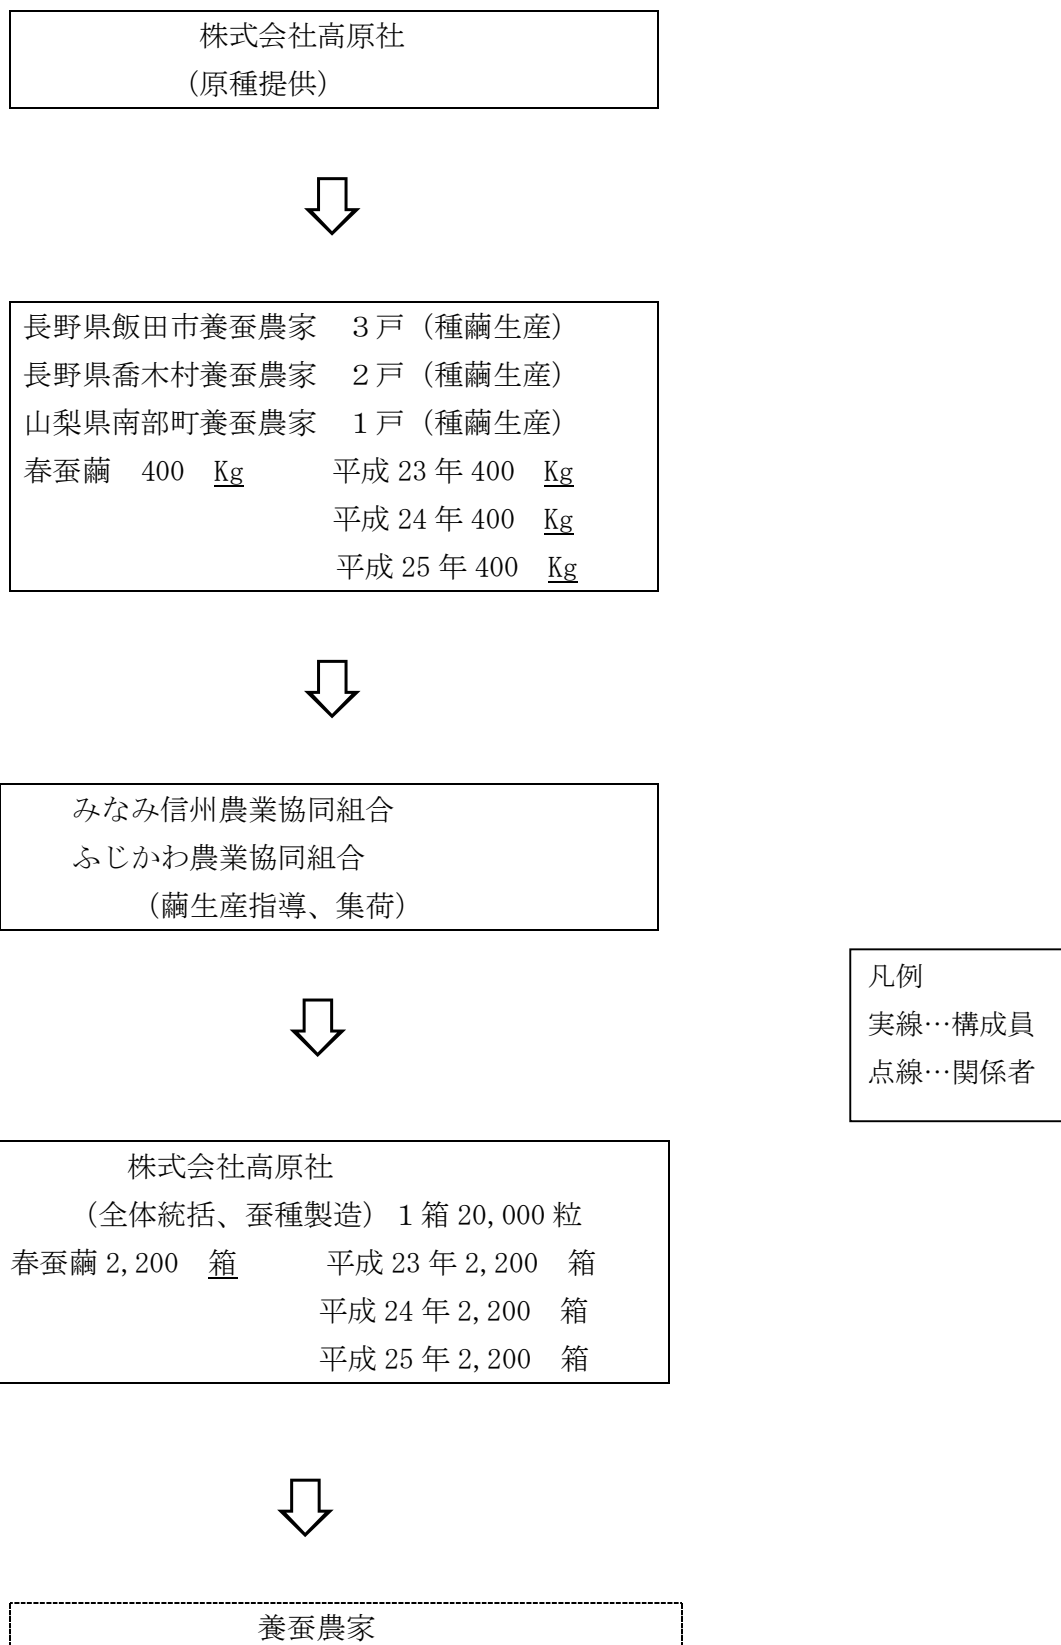 株式会社高原社
（原種提供）
長野県飯田市養蚕農家　３戸（種繭生産）
長野県喬木村養蚕農家　２戸（種繭生産）
山梨県南部町養蚕農家　１戸（種繭生産）
春蚕繭　400　Kg　　　平成 23 年 400　Kg
平成 24 年 400　Kg
平成 25 年 400　Kg
みなみ信州農業協同組合
ふじかわ農業協同組合
（繭生産指導、集荷）
凡例
実線…構成員
点線…関係者
株式会社高原社
（全体統括、蚕種製造）１箱 20,000 粒
春蚕繭 2,200　箱　　　平成 23 年 2,200　箱
平成 24 年 2,200　箱
平成 25 年 2,200　箱
養蚕農家